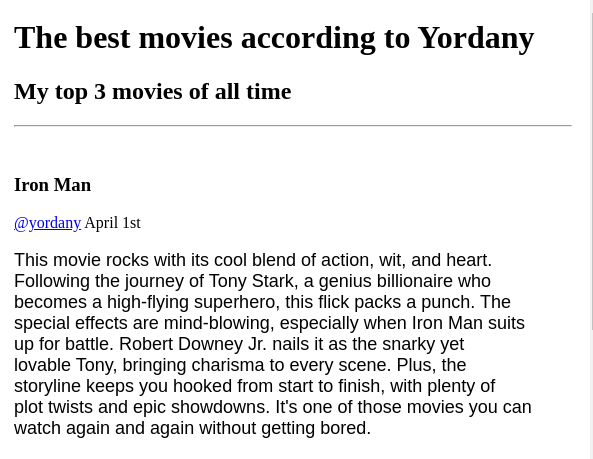 The best movies according to Yordany
My top 3 movies of all time
Iron Man
@yordany April 1st
This movie rocks with its cool blend of action, wit, and heart.
Following the journey of Tony Stark, a genius billionaire who
becomes a high-flying superhero, this flick packs a punch. The
special effects are mind-blowing, especially when Iron Man suits
up for battle. Robert Downey Jr. nails it as the snarky yet
lovable Tony, bringing charisma to every scene. Plus, the
storyline keeps you hooked from start to finish, with plenty of
plot twists and epic showdowns. It's one of those movies you can
watch again and again without getting bored.